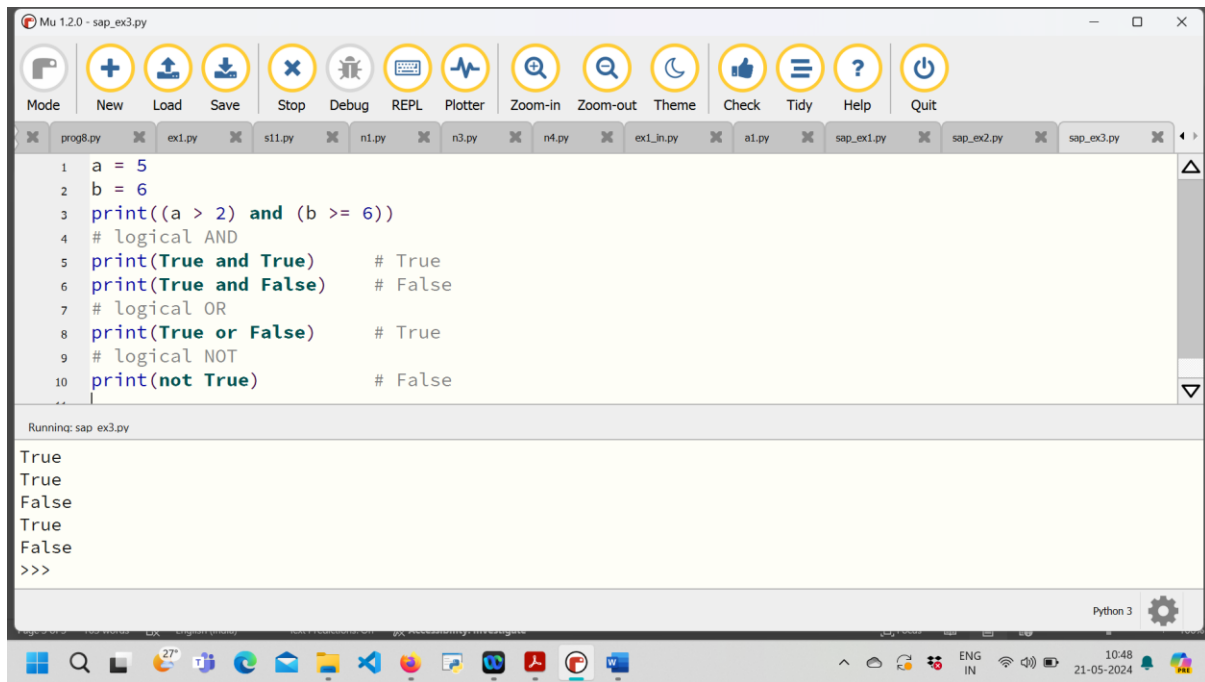 Mu 1.2.0 - sap_ex3.py
Mode New Load Save Stop Debug REPL Plotter Zoom-in Zoom-out Theme Check Tidy Help Quit
prog8.py ex1.py s11.py n1.py n3.py n4.py ex1_in.py a1.py sap_ex1.py sap_ex2.py sap_ex3.py
1 a = 5
2 b = 6
3 print((a > 2) and (b >= 6))
4 # logical AND
5 print(True and True) # True
6 print(True and False) # False
7 # logical OR
8 print(True or False) # True
9 # logical NOT
10 print(not True) # False
Running: sap_ex3.py
True
True
False
True
False
>>>
Python 3
27°
ENG
IN
10:48
21-05-2024
PRE